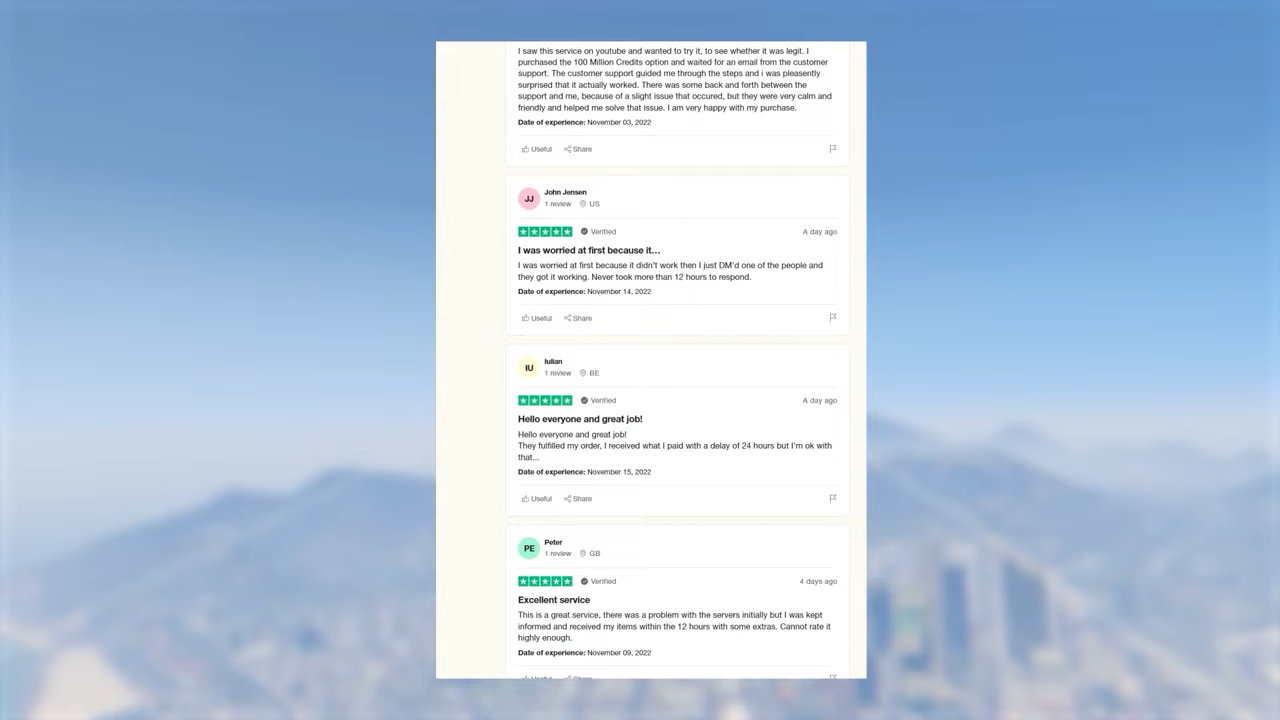 I saw this service on youtube and wanted to try it, to see whether it was legit. I
purchased the 100 Million Credits option and waited for an email from the customer
support. The customer support guided me through the steps and i was pleasently
surprised that it actually worked. There was some back and forth between the
support and me, because of a slight issue that occured, but they were very calm and
friendly and helped me solve that issue. I am very happy with my purchase.
Date of experience: November 03, 2022
Useful Share
JJ
John Jensen
1 review US
Verified A day ago
I was worried at first because it…
I was worried at first because it didn't work then I just DM'd one of the people and
they got it working. Never took more than 12 hours to respond.
Date of experience: November 14, 2022
Useful Share
IU
Iulian
1 review BE
Verified A day ago
Hello everyone and great job!
Hello everyone and great job!
They fulfilled my order, I received what I paid with a delay of 24 hours but I'm ok with
that...
Date of experience: November 15, 2022
Useful Share
PE
Peter
1 review GB
Verified 4 days ago
Excellent service
This is a great service, there was a problem with the servers initially but I was kept
informed and received my items within the 12 hours with some extras. Cannot rate it
highly enough.
Date of experience: November 09, 2022
Useful Share